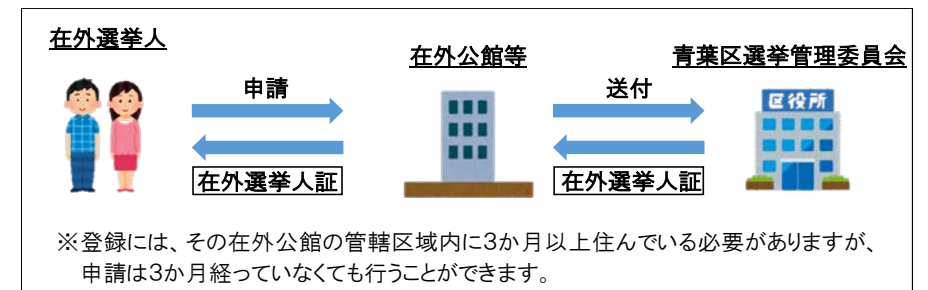 在外選挙人
在外公館等
青葉区選挙管理委員会
申請
送付
区役所
在外選挙人証
在外選挙人証
※登録には、その在外公館の管轄区域内に3か月以上住んでいる必要がありますが、
申請は3か月経っていなくても行うことができます。